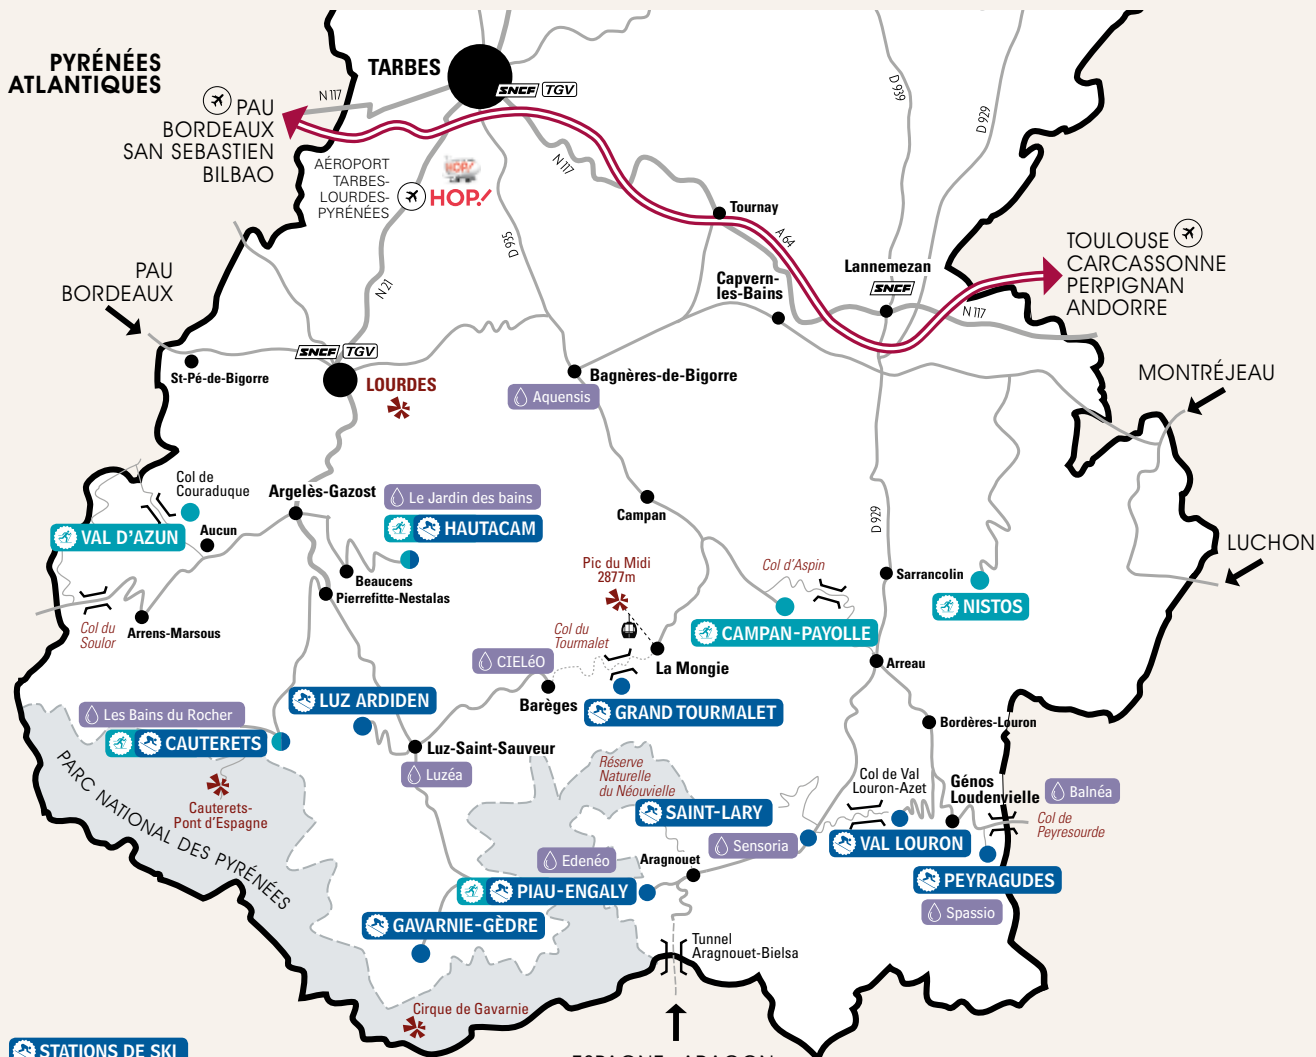 PYRÉNÉES
ATLANTIQUES
TARBES
SNCF TGV
N 117
PAU
BORDEAUX
SAN SEBASTIEN
BILBAO
AÉROPORT
TARBES-
LOURDES-
PYRÉNÉES
HOP!
HOP!
N 117
D 939
D 929
Tournay
A 64
D 935
N 21
TOULOUSE
CARCASSONNE
PERPIGNAN
ANDORRE
Lannemezan
SNCF
N 117
Capvern-
les-Bains
PAU
BORDEAUX
St-Pé-de-Bigorre
SNCF TGV
LOURDES
Bagnères-de-Bigorre
Aquensis
MONTRÉJEAU
Col de
Couraduque
VAL D'AZUN
Aucun
Argelès-Gazost
Le Jardin des bains
HAUTACAM
Campan
D 929
LUCHON
Beaucens
Pierrefitte-Nestalas
Pic du Midi
2877m
Col d'Aspin
Sarrancolin
NISTOS
Col du
Soulor
Arrens-Marsous
Col du
Tourmalet
CAMPAN-PAYOLLE
CIELéO
La Mongie
Arreau
Barèges
GRAND TOURMALET
LUZ ARDIDEN
Les Bains du Rocher
CAUTERETS
Luz-Saint-Sauveur
Luzéa
Bordères-Louron
PARC NATIONAL DES PYRÉNÉES
Cauterets-
Pont d'Espagne
Réserve
Naturelle
du Néouvielle
SAINT-LARY
Col de Val
Louron-Azet
Génos
Loudenvielle
Balnéa
Col de
Peyresourde
Sensoria
VAL LOURON
Edenéo
Aragnouet
PIAU-ENGALY
PEYRAGUDES
Spassio
GAVARNIE-GÈDRE
Tunnel
Aragnouet-Bielsa
Cirque de Gavarnie
STATIONS DE SKI
ESPAGNE - ARAGON